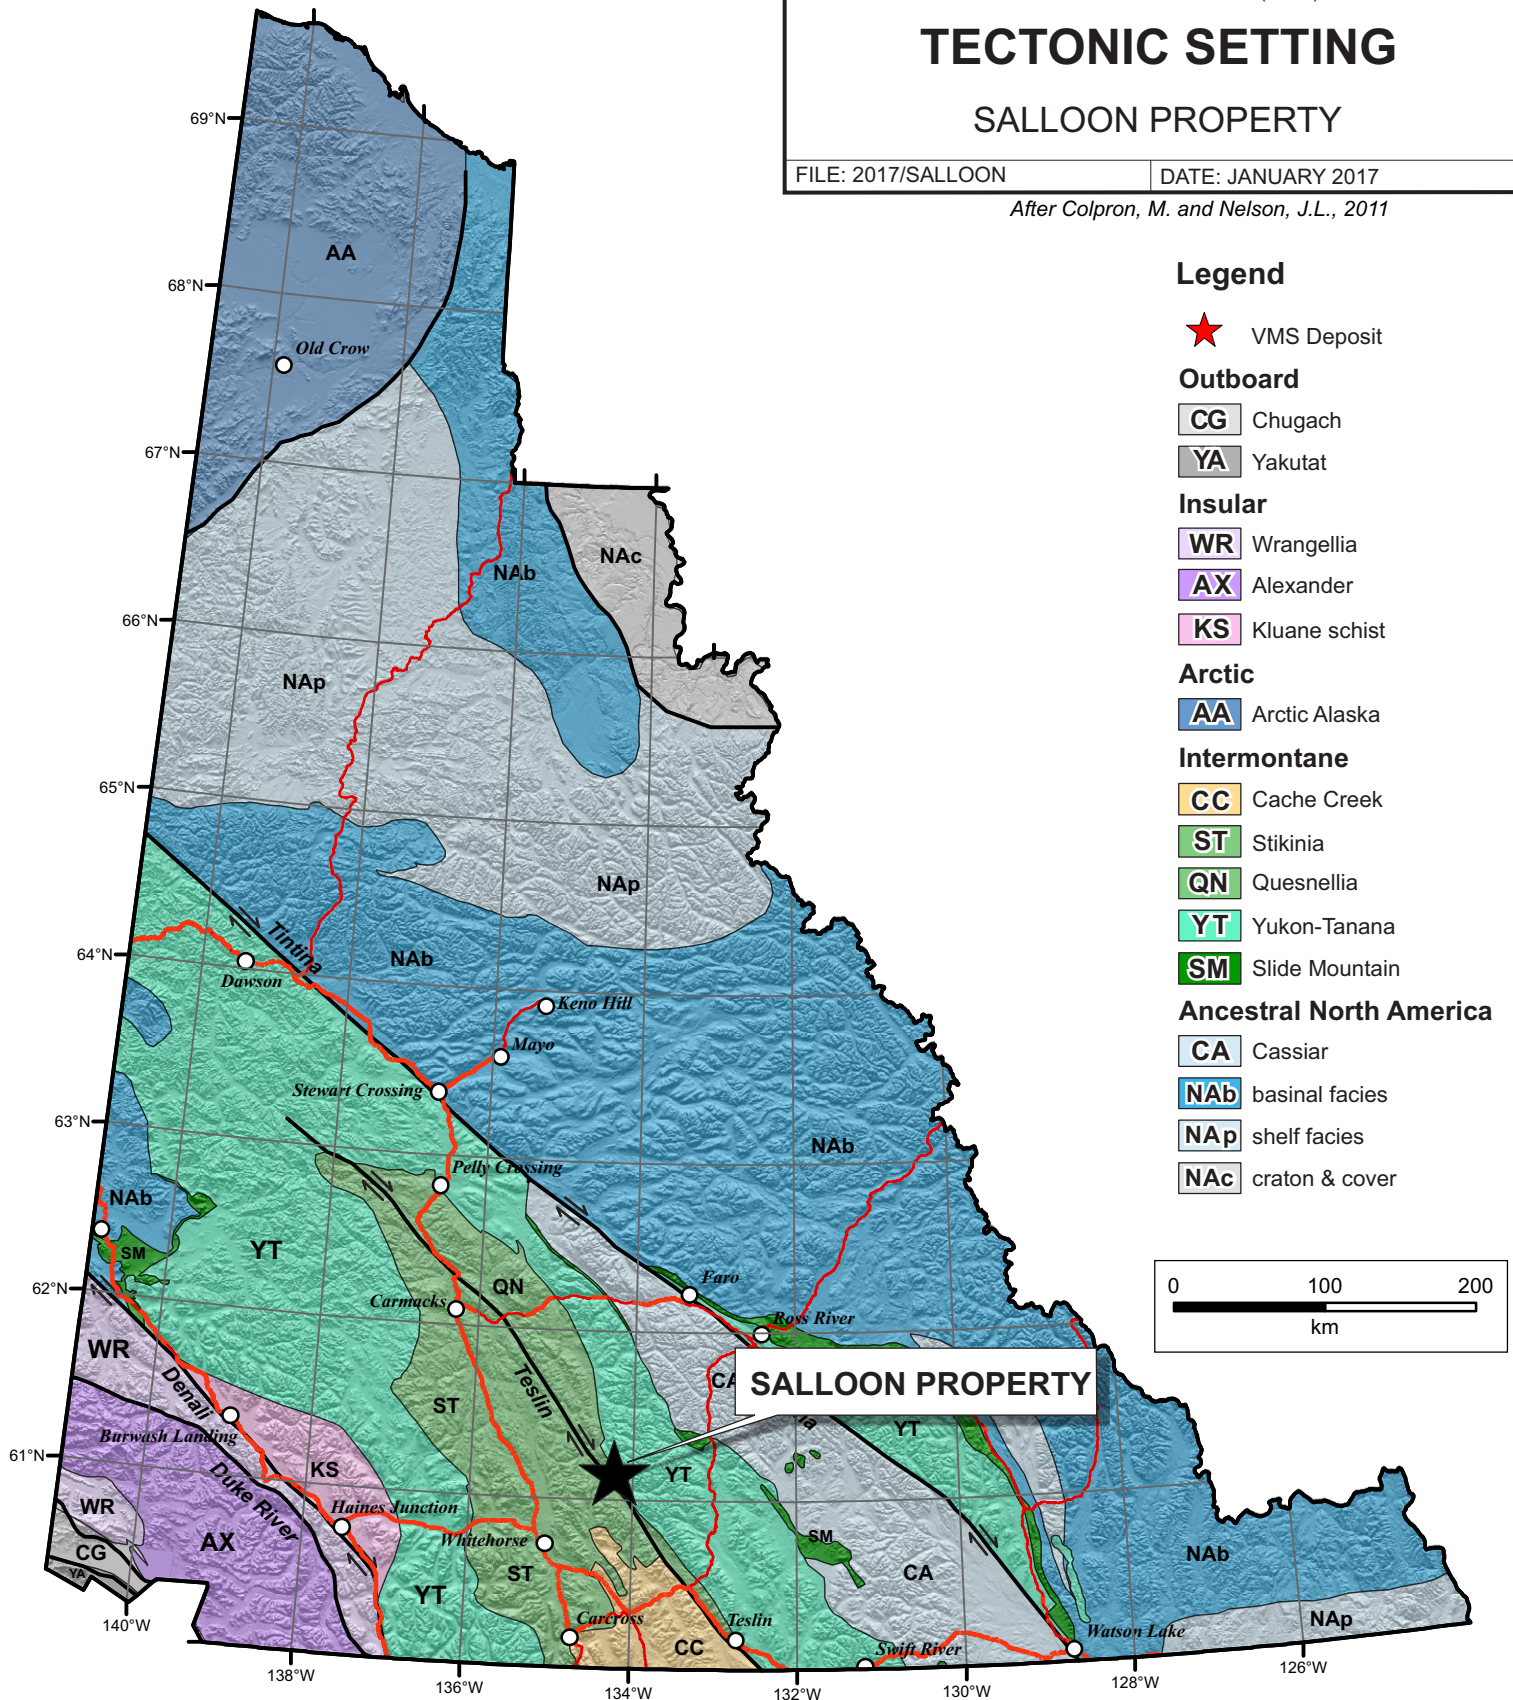 TECTONIC SETTING
SALLOON PROPERTY
FILE: 2017/SALLOON
DATE: JANUARY 2017
After Colpron, M. and Nelson, J.L., 2011
Legend
VMS Deposit
Outboard
CG Chugach
YA Yakutat
Insular
WR Wrangellia
AX Alexander
KS Kluane schist
Arctic
AA Arctic Alaska
Intermontane
CC Cache Creek
ST Stikinia
QN Quesnellia
YT Yukon-Tanana
SM Slide Mountain
Ancestral North America
CA Cassiar
NAb basinal facies
NAp shelf facies
NAc craton & cover
0 100 200
km
69°N
68°N
67°N
66°N
65°N
64°N
63°N
62°N
61°N
140°W
138°W
136°W
134°W
132°W
130°W
128°W
126°W
AA
Old Crow
NAc
NAb
NAp
NAp
Tintina
NAb
Dawson
Keno Hill
Mayo
Stewart Crossing
NAb
Pelly Crossing
NAb
SM
YT
QN
Faro
Carmacks
Ross River
WR
CA
SALLOON PROPERTY
Denali
Teslin
ST
YT
Burwash Landing
KS
Duke River
YT
WR
Haines Junction
AX
Whitehorse
SM
CG
YA
ST
CA
NAb
YT
Carcross
Teslin
CC
Swift River
Watson Lake
NAp